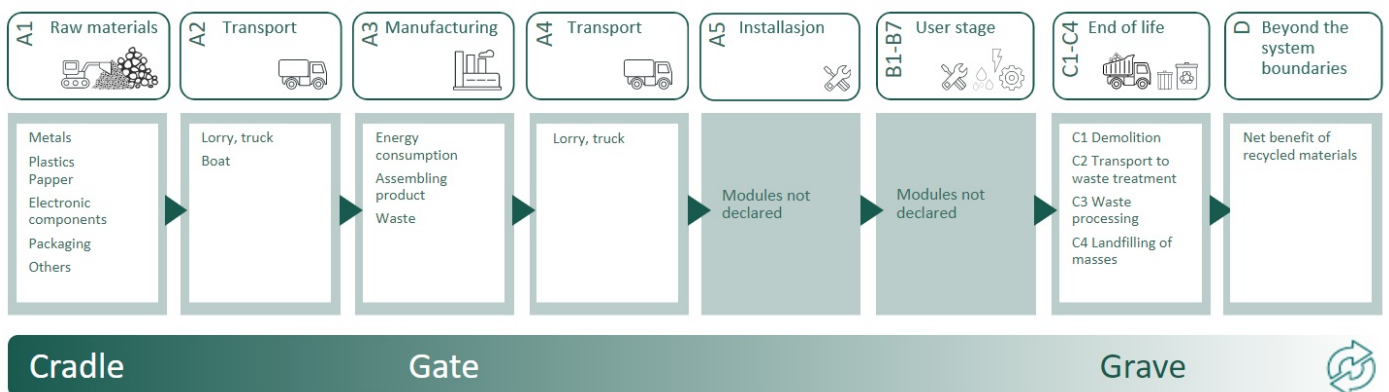 A1 Raw materials
A2 Transport
A3 Manufacturing
A4 Transport
A5 Installasjon
B1-B7 User stage
C1-C4 End of life
D Beyond the
system
boundaries
Metals
Plastics
Papper
Electronic
components
Packaging
Others
Lorry, truck
Boat
Energy
consumption
Assembling
product
Waste
Lorry, truck
Modules not
declared
Modules not
declared
C1 Demolition
C2 Transport to
waste treatment
C3 Waste
processing
C4 Landfilling of
masses
Net benefit of
recycled materials
Cradle
Gate
Grave